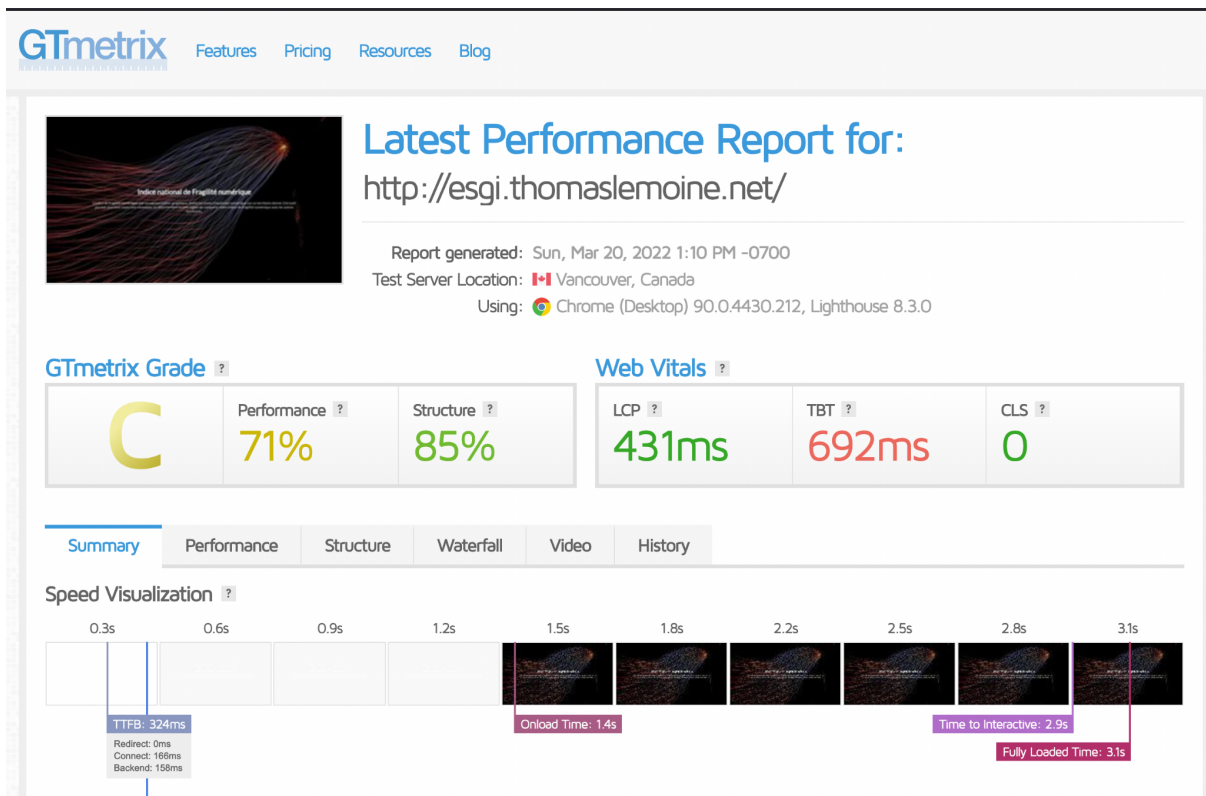 GTmetrix Features Pricing Resources Blog
Latest Performance Report for:
http://esgi.thomaslemoine.net/
Indice national de Fragilité numérique
Report generated: Sun, Mar 20, 2022 1:10 PM -0700
Test Server Location: Vancouver, Canada
Using: Chrome (Desktop) 90.0.4430.212, Lighthouse 8.3.0
GTmetrix Grade ?
C
Performance ?
71%
Structure ?
85%
Web Vitals ?
LCP ?
431ms
TBT ?
692ms
CLS ?
0
Summary Performance Structure Waterfall Video History
Speed Visualization ?
0.3s 0.6s 0.9s 1.2s 1.5s 1.8s 2.2s 2.5s 2.8s 3.1s
TTFB: 324ms
Redirect: 0ms
Connect: 166ms
Backend: 158ms
Onload Time: 1.4s
Time to Interactive: 2.9s
Fully Loaded Time: 3.1s